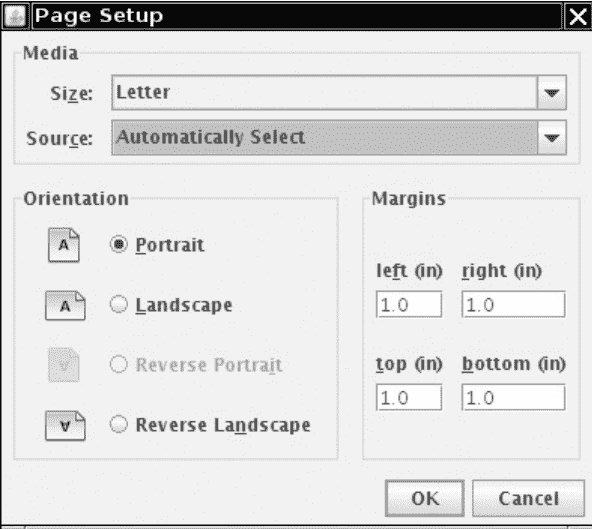 Page Setup
Media
Size: Letter
Source: Automatically Select
Orientation
A Portrait
A Landscape
A Reverse Portrait
A Reverse Landscape
Margins
left (in) right (in)
1.0 1.0
top (in) bottom (in)
1.0 1.0
OK Cancel